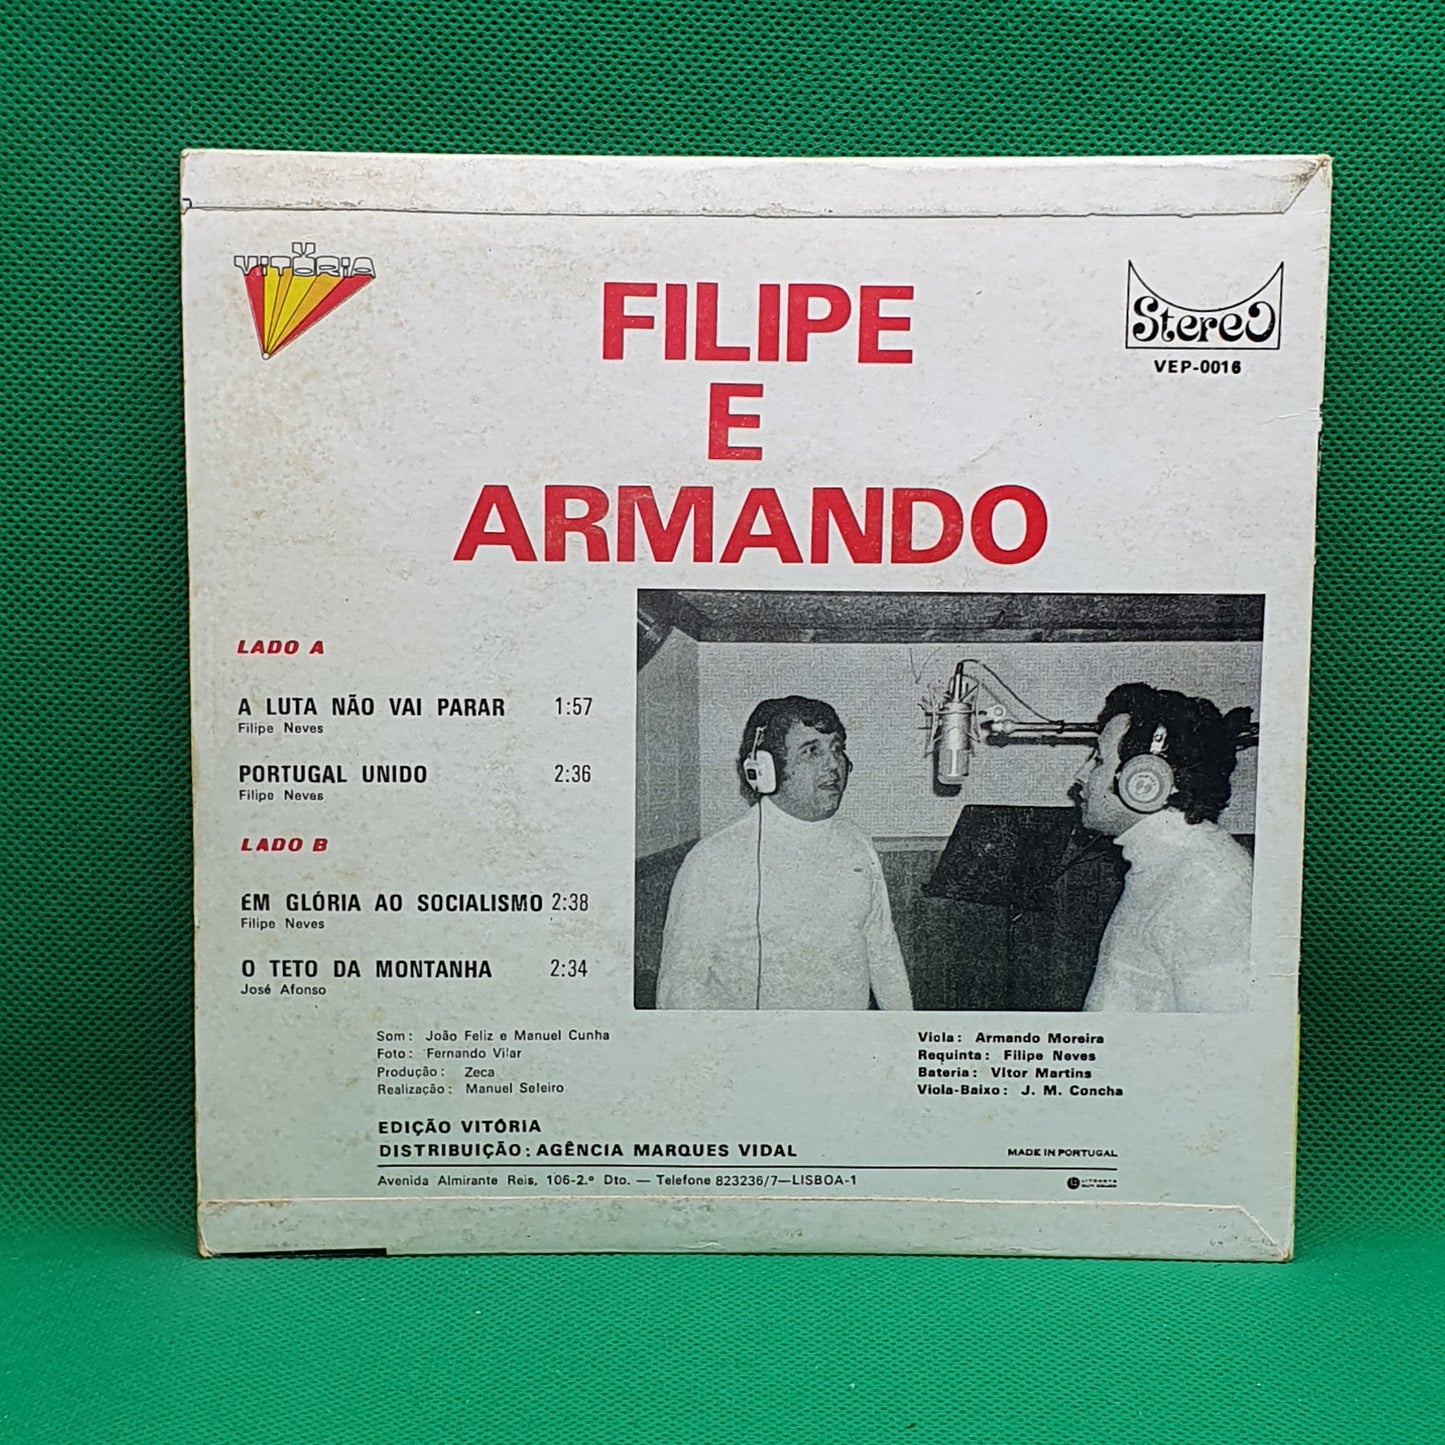 VITÓRIA
Stereo
VEP-0016
FILIPE
E
ARMANDO
LADO A
A LUTA NÃO VAI PARAR 1:57
Filipe Neves
PORTUGAL UNIDO 2:36
Filipe Neves
LADO B
EM GLÓRIA AO SOCIALISMO 2:38
Filipe Neves
O TETO DA MONTANHA 2:34
José Afonso
Som: João Feliz e Manuel Cunha
Foto: Fernando Vilar
Produção: Zeca
Realização: Manuel Seleiro
Viola: Armando Moreira
Requinta: Filipe Neves
Bateria: Vítor Martins
Viola-Baixo: J. M. Concha
EDIÇÃO VITÓRIA
DISTRIBUIÇÃO: AGÊNCIA MARQUES VIDAL
MADE IN PORTUGAL
Avenida Almirante Reis, 106-2.º Dto. — Telefone 823236/7—LISBOA-1